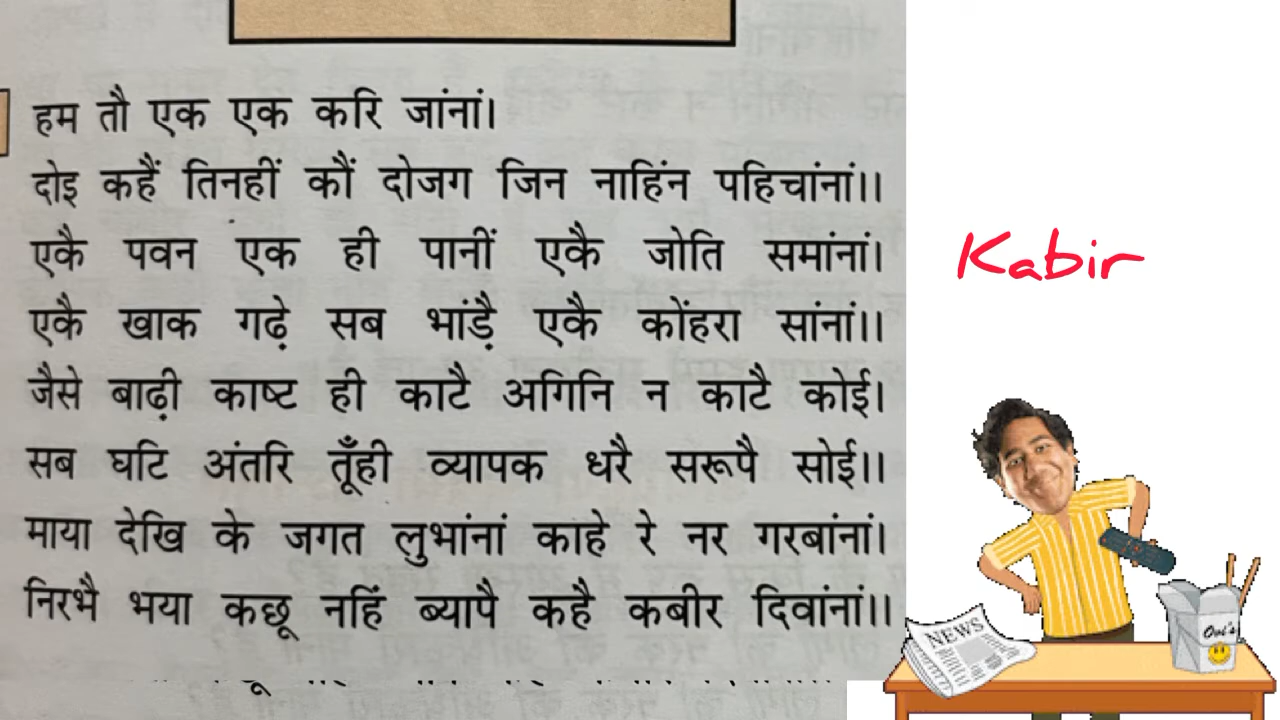 हम तौ एक एक करि जांनां।
दोइ कहैं तिनहीं कौं दोजग जिन नाहिंन पहिचांनां।।
एकै पवन एक ही पानीं एकै जोति समांनां।
एकै खाक गढ़े सब भांड़ै एकै कोंहरा सांनां।।
जैसे बाढ़ी काष्ट ही काटै अगिनि न काटै कोई।
सब घटि अंतरि तूँही व्यापक धरै सरूपै सोई।।
माया देखि के जगत लुभांनां काहे रे नर गरबांनां।
निरभै भया कछू नहिं ब्यापै कहै कबीर दिवांनां।।
Kabir
NEWS